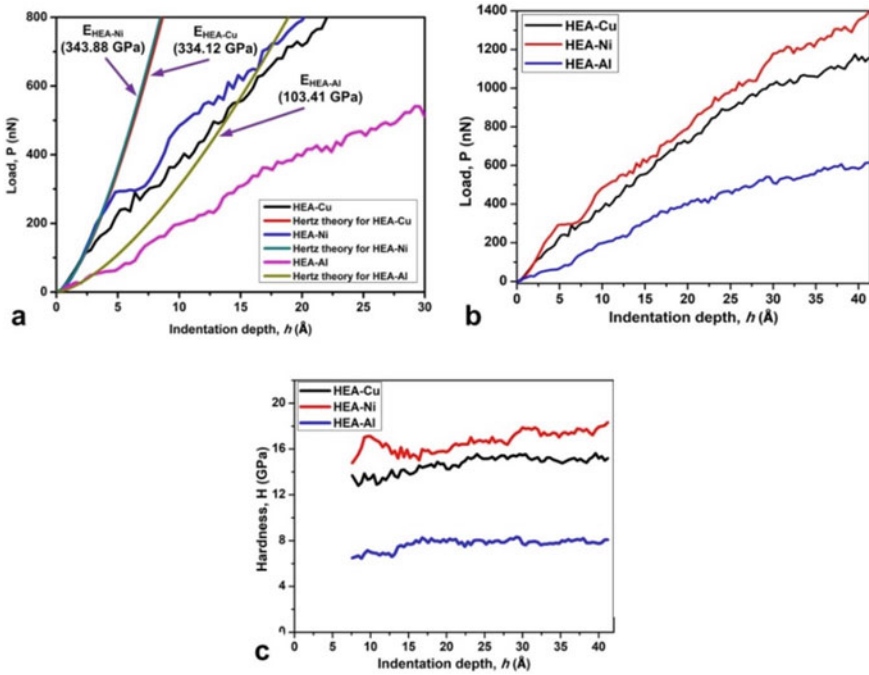 800
600
400
200
0
0 5 10 15 20 25 30
Load, P (nN)
Indentation depth, h (Å)
E HEA-Ni
(343.88 GPa)
E HEA-Cu
(334.12 GPa)
E HEA-Al
(103.41 GPa)
HEA-Cu
Hertz theory for HEA-Cu
HEA-Ni
Hertz theory for HEA-Ni
HEA-Al
Hertz theory for HEA-Al
a
1400
1200
1000
800
600
400
200
0
0 5 10 15 20 25 30 35 40
Load, P (nN)
Indentation depth, h (Å)
HEA-Cu
HEA-Ni
HEA-Al
b
20
16
12
8
4
0
0 5 10 15 20 25 30 35 40
Hardness, H (GPa)
Indentation depth, h (Å)
HEA-Cu
HEA-Ni
HEA-Al
c